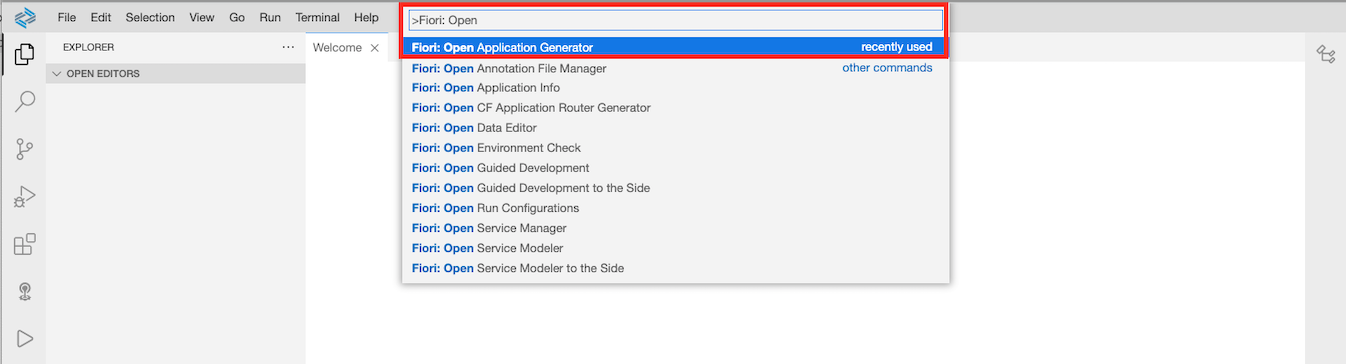 File Edit Selection View Go Run Terminal Help
>Fiori: Open
EXPLORER
Welcome
Fiori: Open Application Generator recently used
OPEN EDITORS
Fiori: Open Annotation File Manager other commands
Fiori: Open Application Info
Fiori: Open CF Application Router Generator
Fiori: Open Data Editor
Fiori: Open Environment Check
Fiori: Open Guided Development
Fiori: Open Guided Development to the Side
Fiori: Open Run Configurations
Fiori: Open Service Manager
Fiori: Open Service Modeler
Fiori: Open Service Modeler to the Side